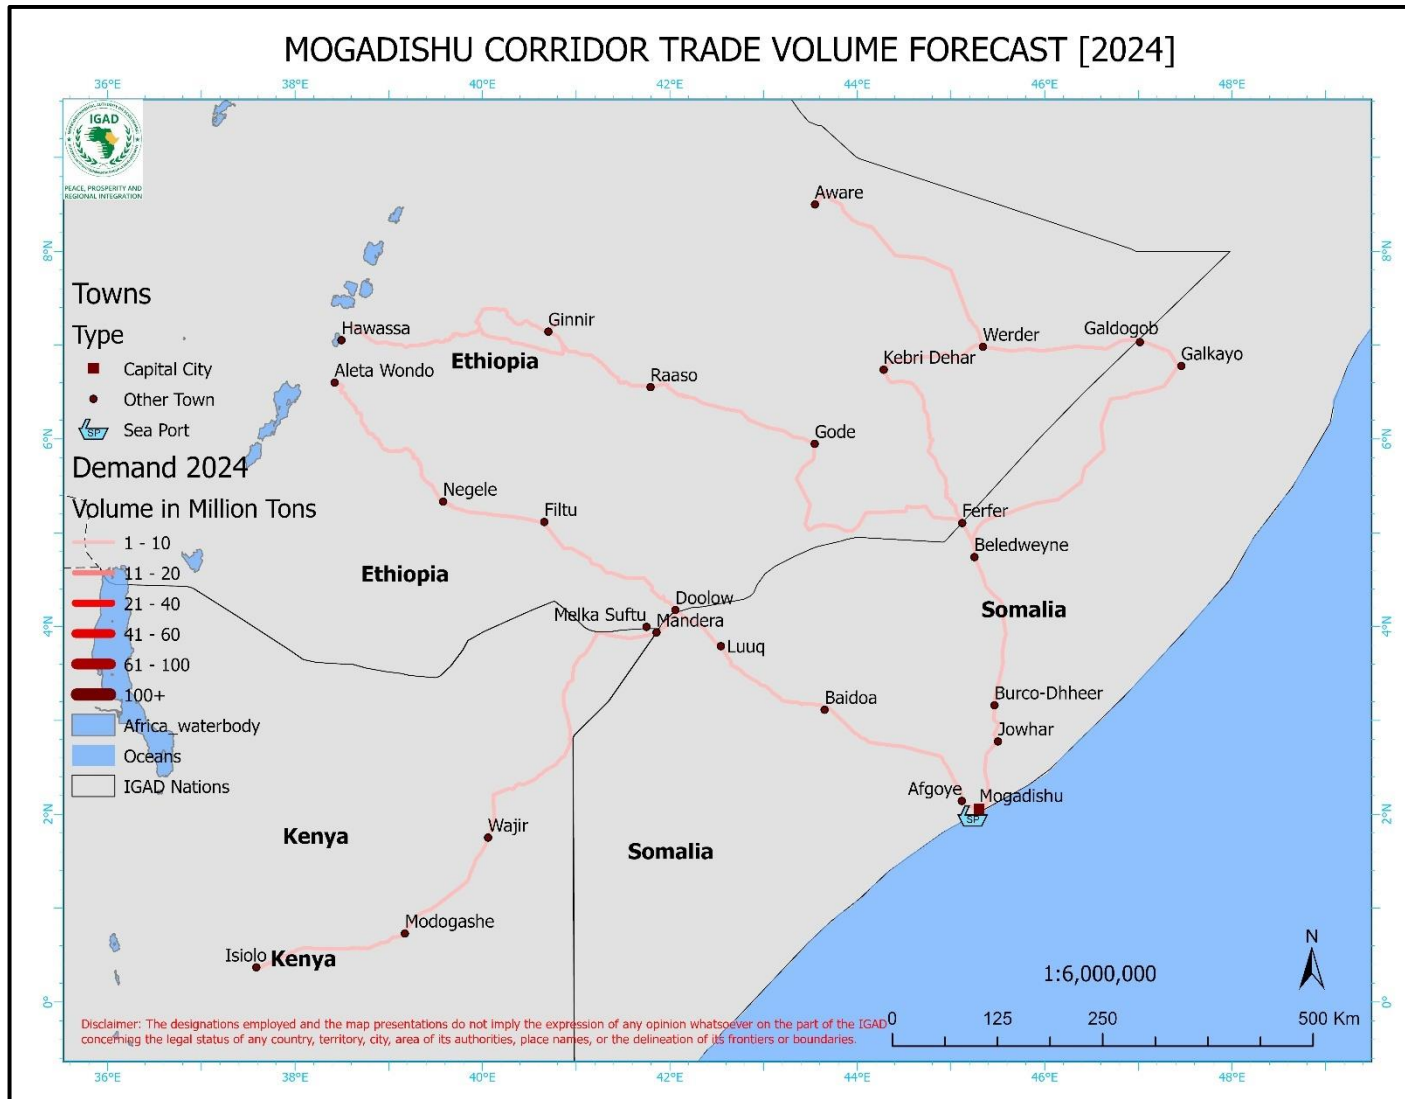 MOGADISHU CORRIDOR TRADE VOLUME FORECAST [2024]
36°E 38°E 40°E 42°E 44°E 46°E 48°E
IGAD
PEACE, PROSPERITY AND
REGIONAL INTEGRATION
Aware
8°N 8°N
Towns
Type
Capital City
Other Town
SP
Sea Port
Demand 2024
Volume in Million Tons
1 - 10
11 - 20
21 - 40
41 - 60
61 - 100
100+
Africa_waterbody
Oceans
IGAD Nations
Hawassa
Ginnir
Werder
Galdogob
Galkayo
Kebri Dehar
Ethiopia
Aleta Wondo
Raaso
6°N 6°N
Gode
Negele
Filtu
Ferfer
Beledweyne
Ethiopia
Doolow
Somalia
Melka Suftu
Mandera
4°N 4°N
Luuq
Baidoa
Burco-Dhheer
Jowhar
Afgoye
Mogadishu
SP
2°N 2°N
Wajir
Kenya
Somalia
Modogashe
Isiolo
Kenya
N
1:6,000,000
0° 0°
0 125 250 500 Km
Disclaimer: The designations employed and the map presentations do not imply the expression of any opinion whatsoever on the part of the IGAD
concerning the legal status of any country, territory, city, area of its authorities, place names, or the delineation of its frontiers or boundaries.
36°E 38°E 40°E 42°E 44°E 46°E 48°E